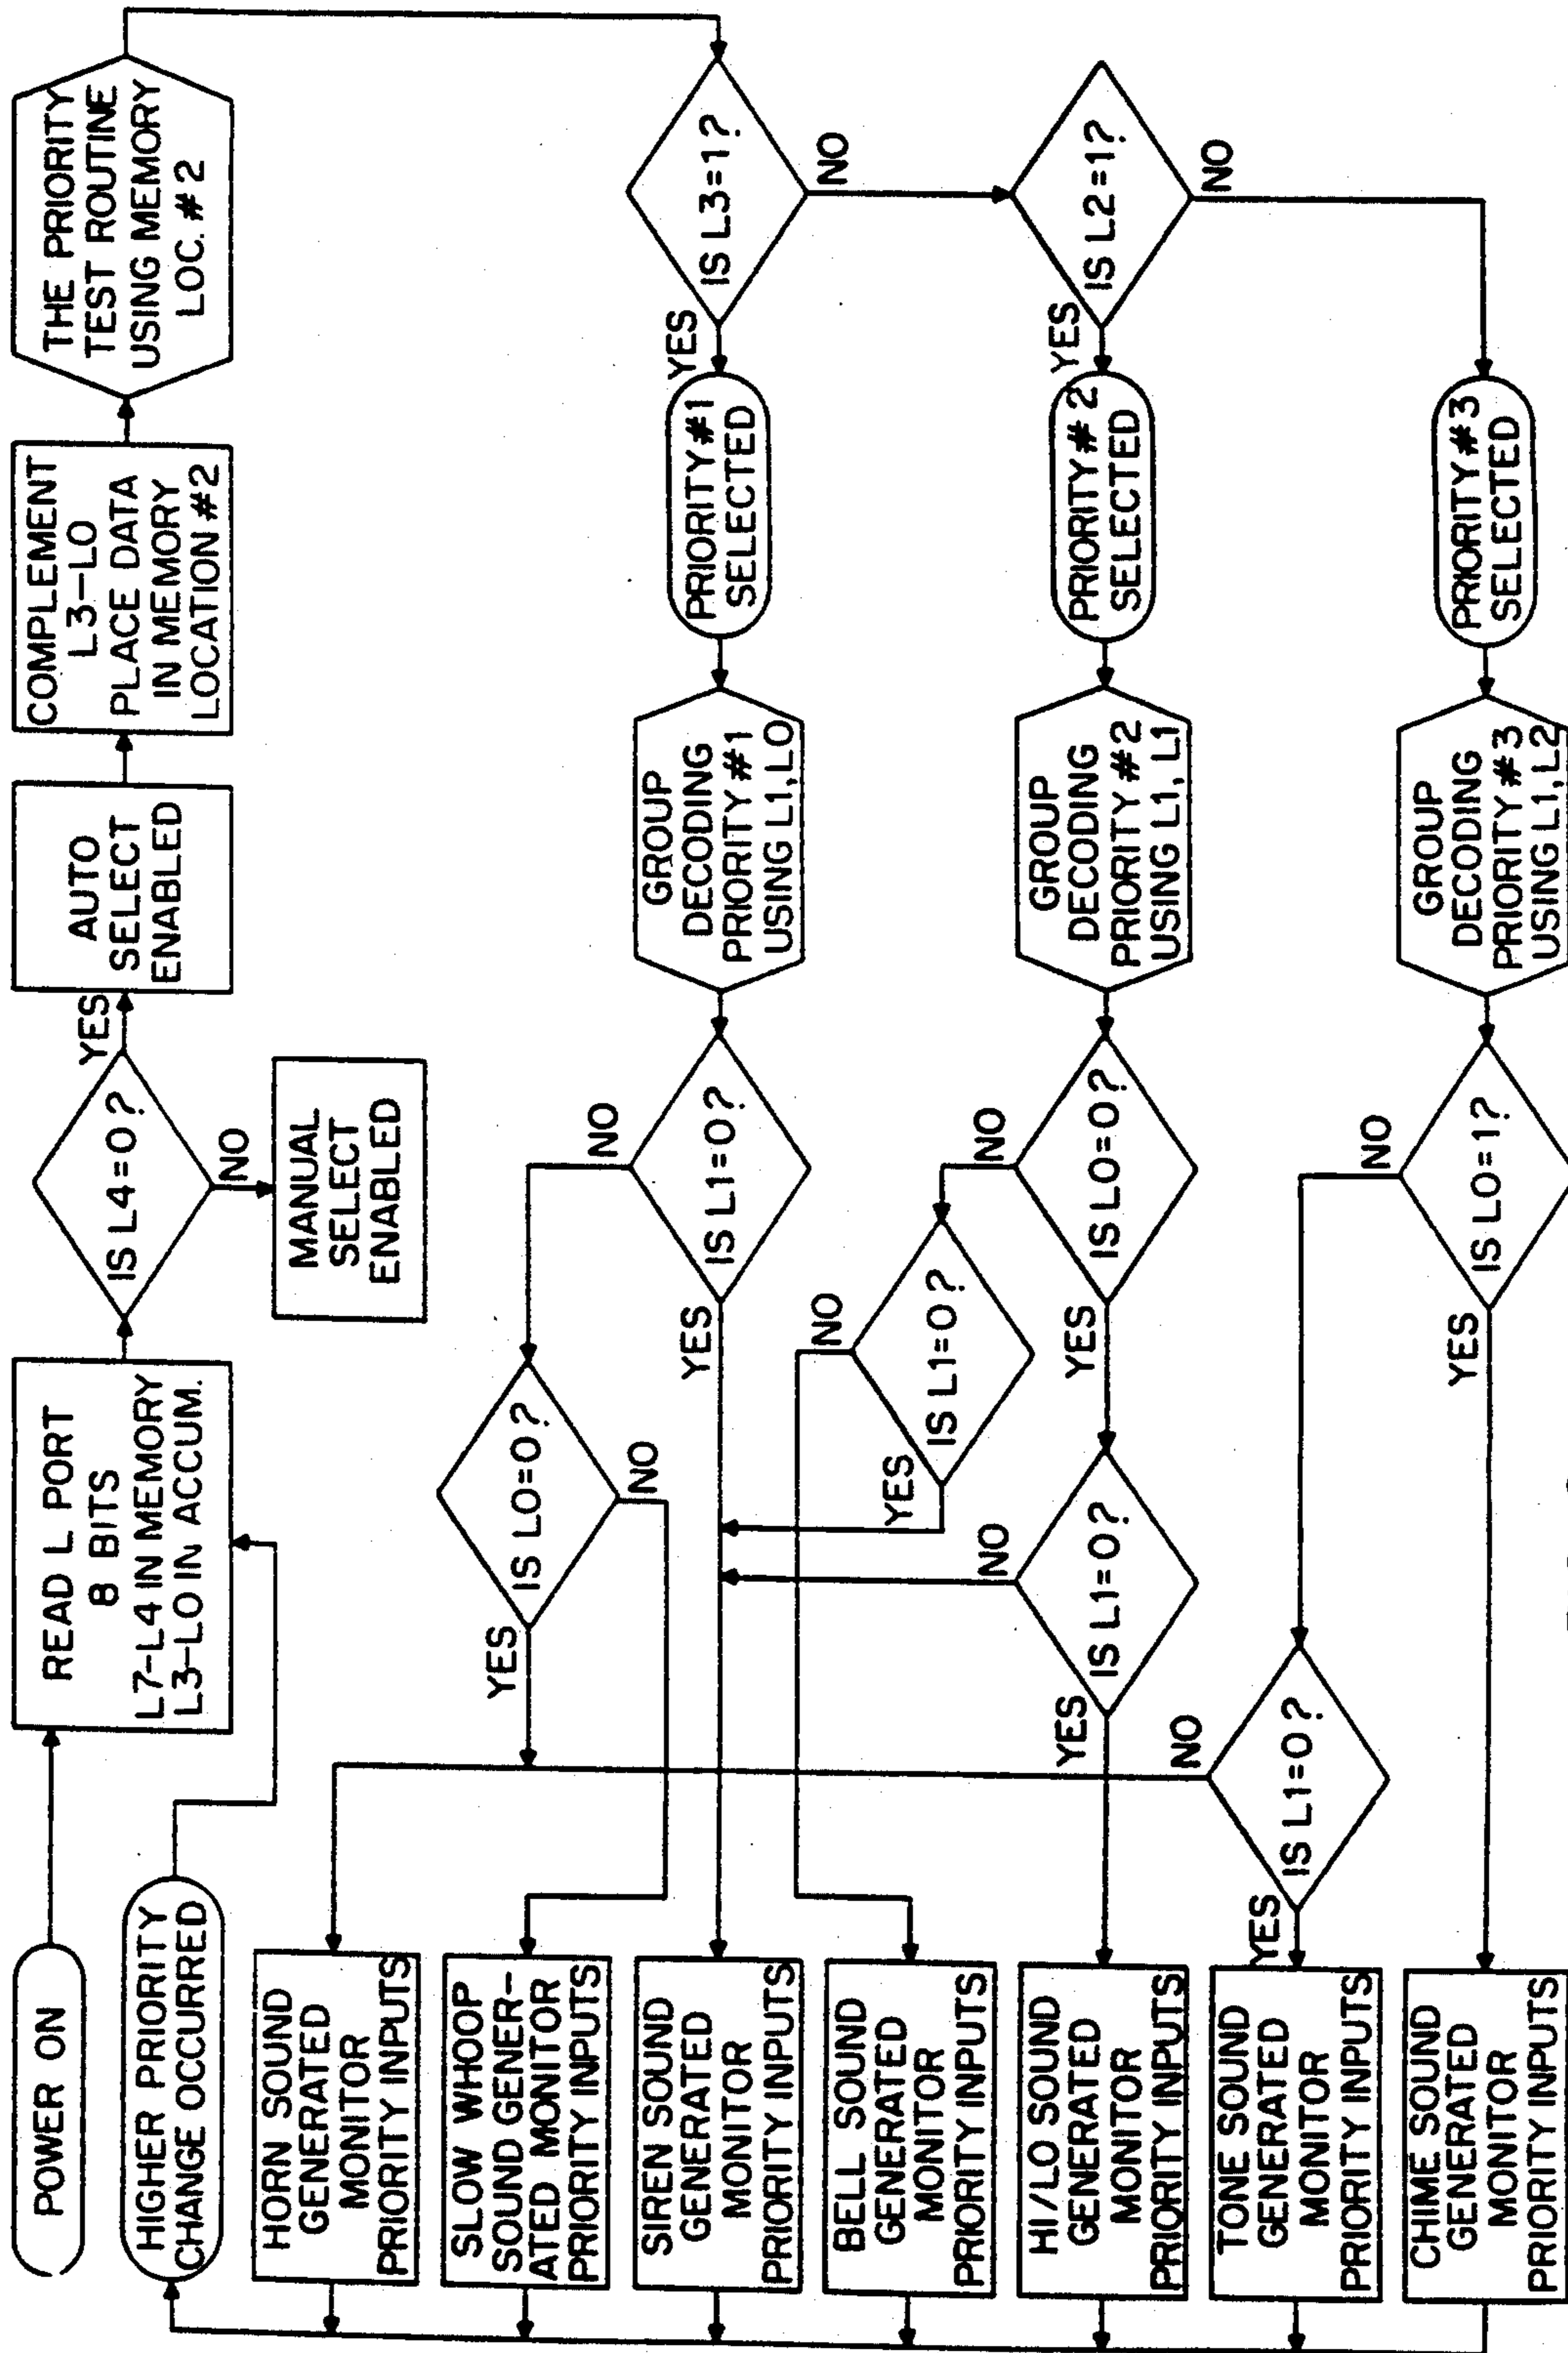 POWER ON
READ L PORT
8 BITS
L7-L4 IN MEMORY
L3-L0 IN ACCUM.
IS L4=0?
YES
NO
AUTO
SELECT
ENABLED
MANUAL
SELECT
ENABLED
COMPLEMENT
L3-L0
PLACE DATA
IN MEMORY
LOCATION #2
THE PRIORITY
TEST ROUTINE
USING MEMORY
LOC. #2
HIGHER PRIORITY
CHANGE OCCURRED
HORN SOUND
GENERATED
MONITOR
PRIORITY INPUTS
SLOW WHOOP
SOUND GENER-
ATED MONITOR
PRIORITY INPUTS
YES
IS L0=0?
NO
SIREN SOUND
GENERATED
MONITOR
PRIORITY INPUTS
YES
IS L1=0?
NO
GROUP
DECODING
PRIORITY #1
USING L1, L0
PRIORITY #1
SELECTED
YES
IS L3=1?
NO
BELL SOUND
GENERATED
MONITOR
PRIORITY INPUTS
YES
IS L1=0?
NO
HI/LO SOUND
GENERATED
MONITOR
PRIORITY INPUTS
YES
IS L1=0?
NO
YES
IS L0=0?
NO
GROUP
DECODING
PRIORITY #2
USING L1, L1
PRIORITY # 2
SELECTED
YES
IS L2=1?
NO
TONE SOUND
GENERATED
MONITOR
PRIORITY INPUTS
YES
IS L1=0?
NO
CHIME SOUND
GENERATED
MONITOR
PRIORITY INPUTS
YES
IS L0=1?
NO
GROUP
DECODING
PRIORITY #3
USING L1, L2
PRIORITY #3
SELECTED